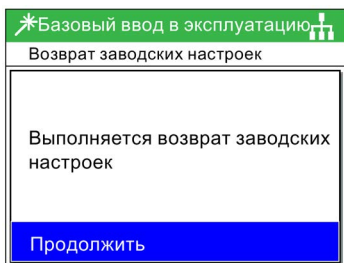 Базовый ввод в эксплуатацию
Возврат заводских настроек
Выполняется возврат заводских
настроек
Продолжить